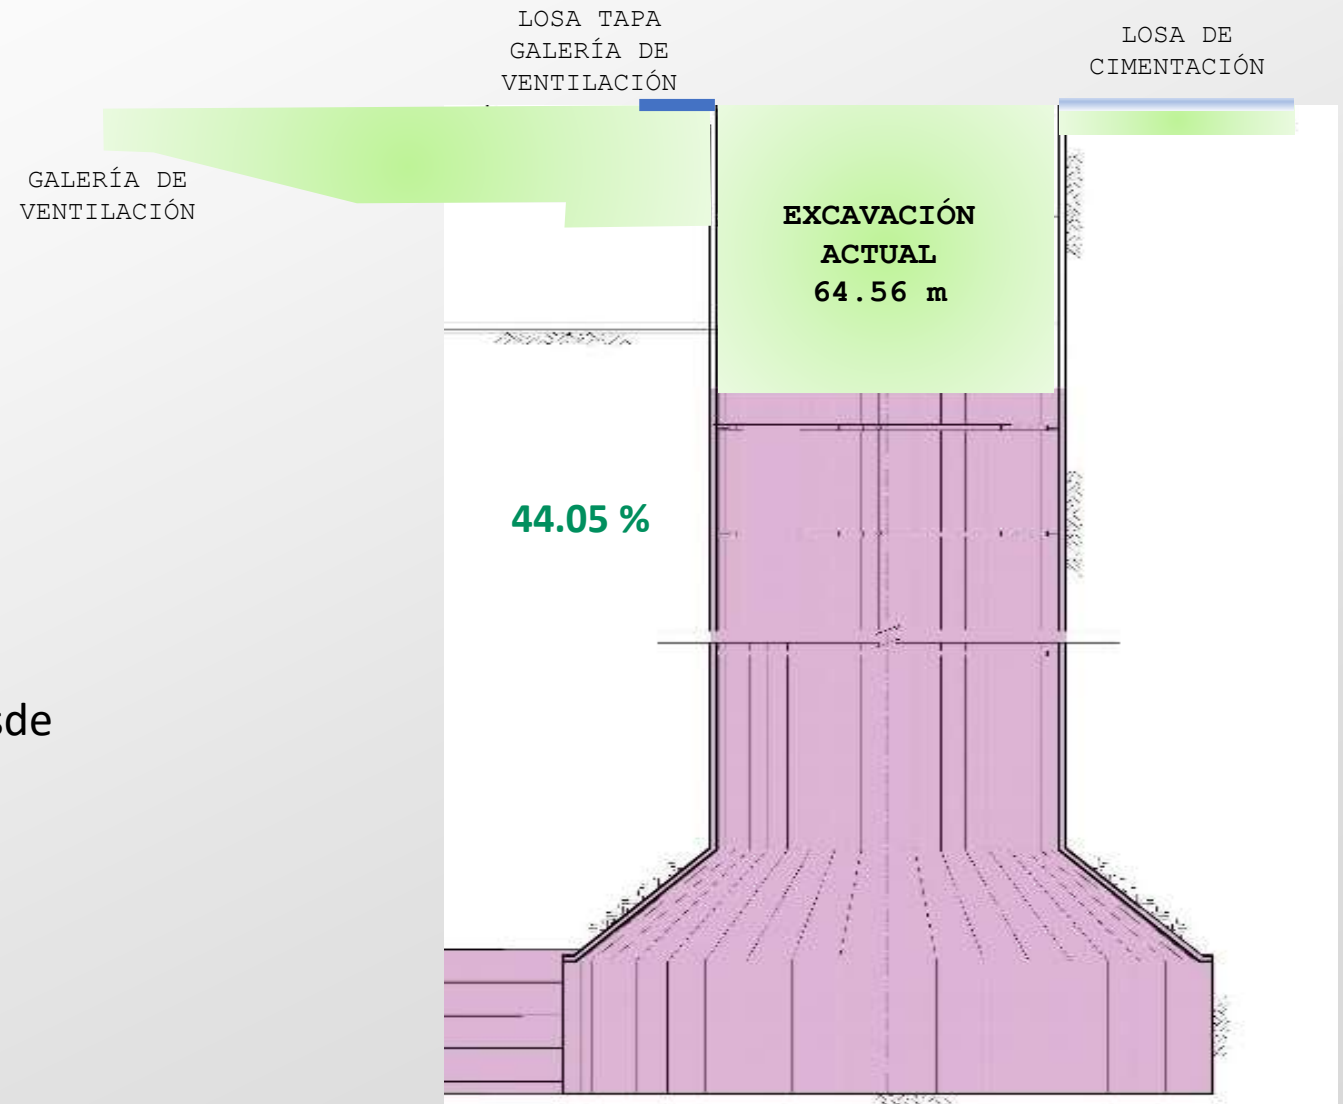 LOSA TAPA
GALERÍA DE
VENTILACIÓN
LOSA DE
CIMENTACIÓN
GALERÍA DE
VENTILACIÓN
EXCAVACIÓN
ACTUAL
64.56 m
44.05 %
sde